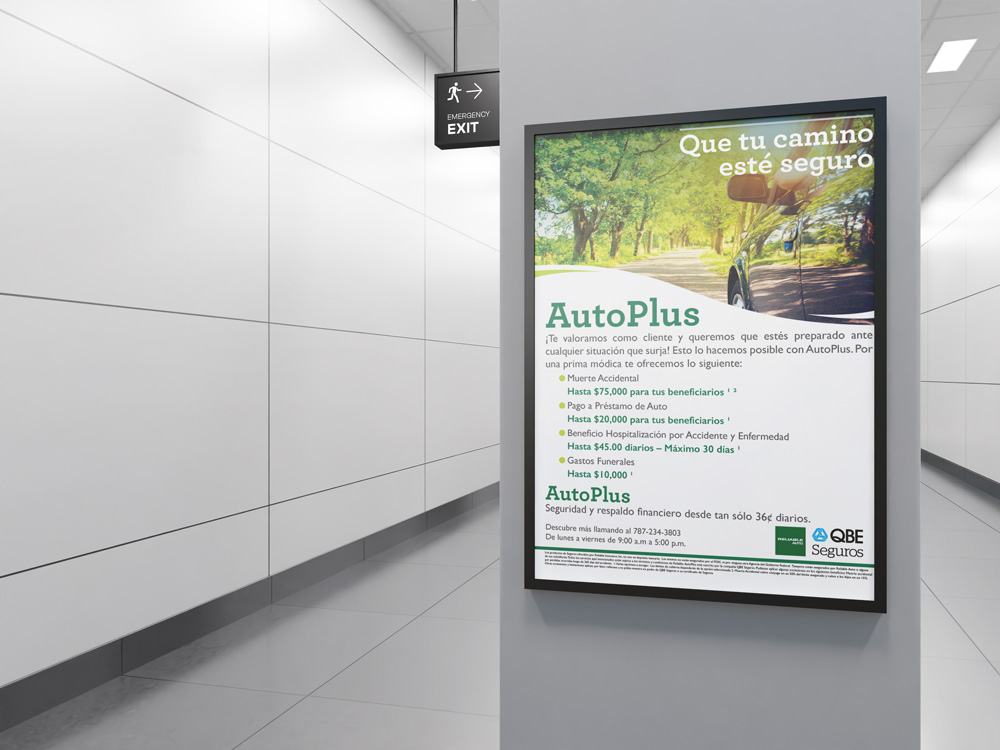 EMERGENCY
EXIT
Que tu camino
esté seguro
AutoPlus
¡Te valoramos como cliente y queremos que estés preparado ante
cualquier situación que surja! Esto lo hacemos posible con AutoPlus. Por
una prima módica te ofrecemos lo siguiente:
Muerte Accidental
Hasta $75,000 para tus beneficiarios ¹ ²
Pago a Préstamo de Auto
Hasta $20,000 para tus beneficiarios ¹
Beneficio Hospitalización por Accidente y Enfermedad
Hasta $45.00 diarios – Máximo 30 días ¹
Gastos Funerales
Hasta $10,000 ¹
AutoPlus
Seguridad y respaldo financiero desde tan sólo 36¢ diarios.
Descubre más llamando al 787-234-3803
De lunes a viernes de 9:00 a.m a 5:00 p.m.
RELIABLE
AUTO
QBE
Seguros